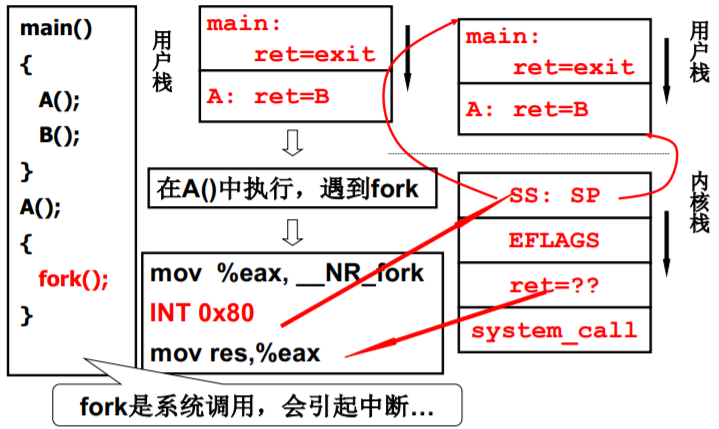 main()
{
A();
B();
}
A();
{
fork();
}
用户栈
main:
ret=exit
A: ret=B
在A()中执行，遇到fork
mov %eax, __NR_fork
INT 0x80
mov res,%eax
main:
ret=exit
A: ret=B
用户栈
SS: SP
EFLAGS
ret=??
system_call
内核栈
fork是系统调用，会引起中断…